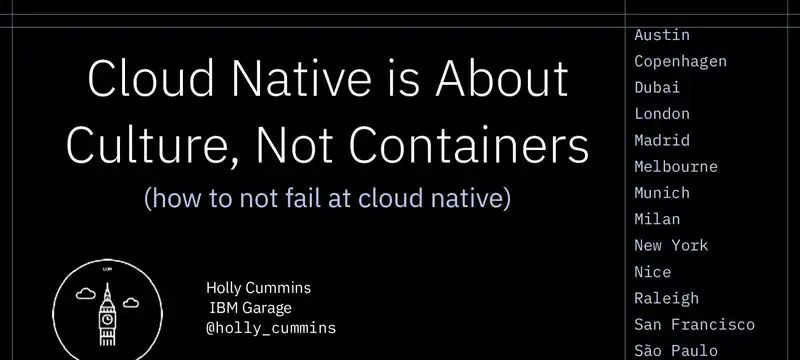 Cloud Native is About
Culture, Not Containers
(how to not fail at cloud native)
Holly Cummins
IBM Garage
@holly_cummins
Austin
Copenhagen
Dubai
London
Madrid
Melbourne
Munich
Milan
New York
Nice
Raleigh
San Francisco
São Paulo